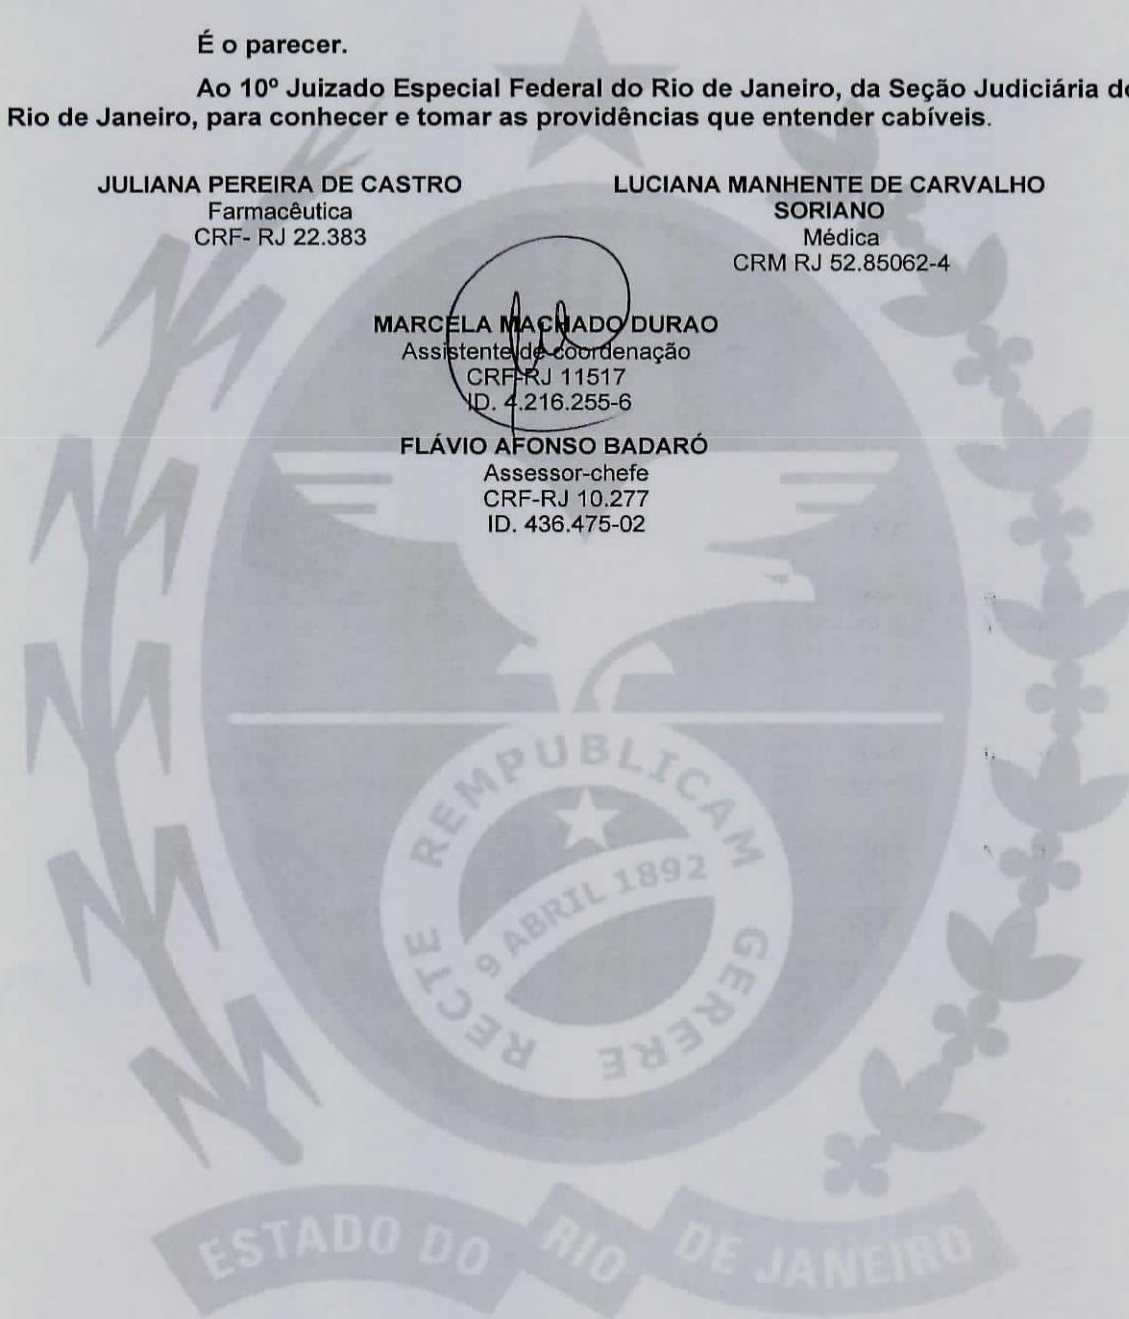 É o parecer.
Ao 10º Juizado Especial Federal do Rio de Janeiro, da Seção Judiciária do
Rio de Janeiro, para conhecer e tomar as providências que entender cabíveis.
JULIANA PEREIRA DE CASTRO
Farmacêutica
CRF- RJ 22.383
LUCIANA MANHENTE DE CARVALHO
SORIANO
Médica
CRM RJ 52.85062-4
MARCELA MACHADO DURAO
Assistente de coordenação
CRF-RJ 11517
ID. 4.216.255-6
FLÁVIO AFONSO BADARÓ
Assessor-chefe
CRF-RJ 10.277
ID. 436.475-02
RECTE REMPUBLICAM GERERE
9 ABRIL 1892
ESTADO DO RIO DE JANEIRO